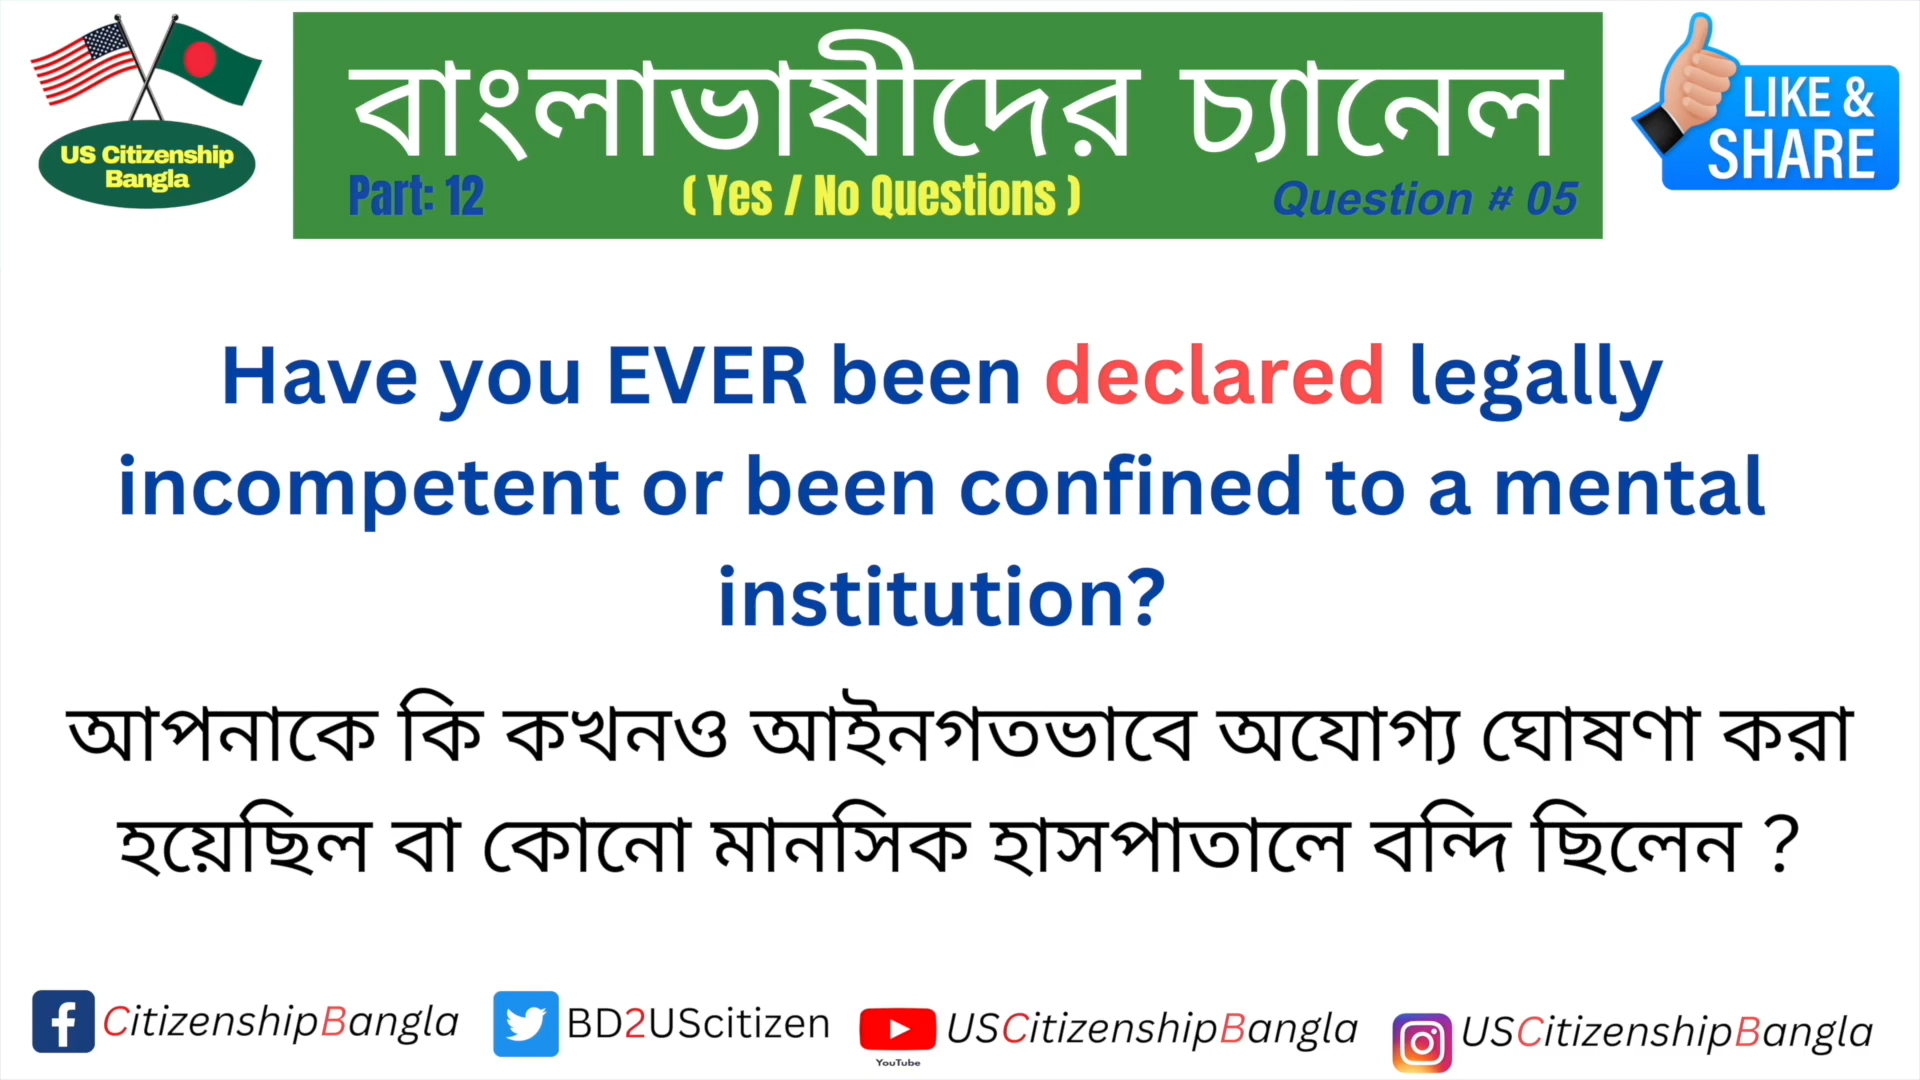 US Citizenship
Bangla
বাংলাভাষীদের চ্যানেল
Part: 12
( Yes / No Questions )
Question # 05
LIKE &
SHARE
Have you EVER been declared legally
incompetent or been confined to a mental
institution?
আপনাকে কি কখনও আইনগতভাবে অযোগ্য ঘোষণা করা
হয়েছিল বা কোনো মানসিক হাসপাতালে বন্দি ছিলেন ?
CitizenshipBangla
BD2UScitizen
YouTube
USCitizenshipBangla
USCitizenshipBangla